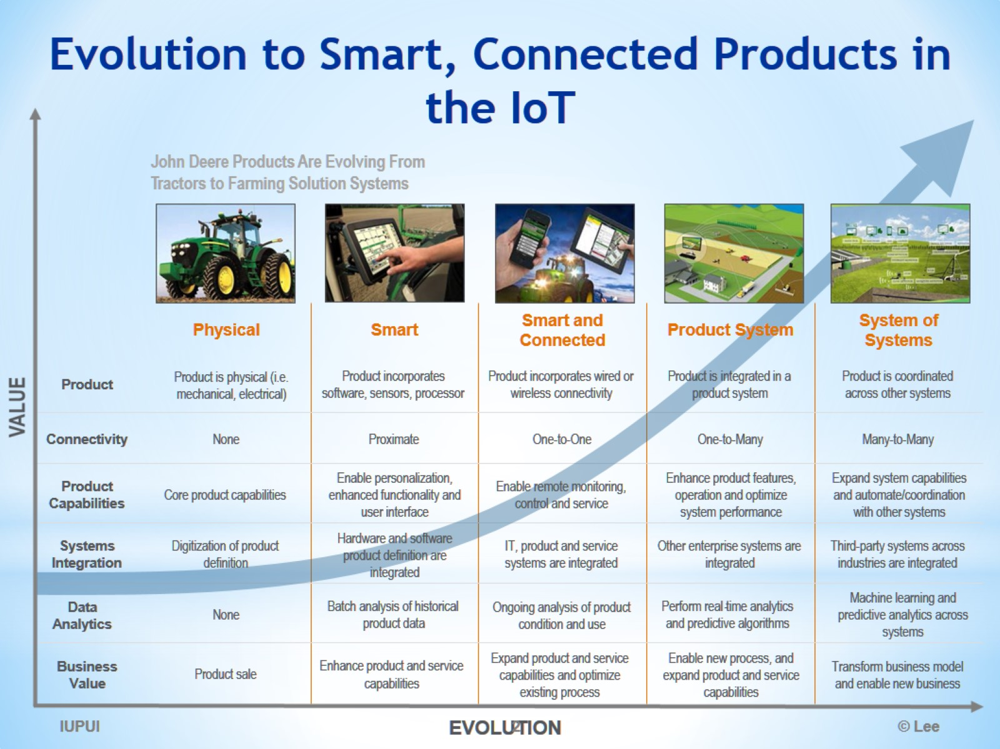 Evolution to Smart, Connected Products in
the IoT
John Deere Products Are Evolving From
Tractors to Farming Solution Systems
Physical
Smart
Smart and
Connected
Product System
System of
Systems
VALUE
Product
Product is physical (i.e.
mechanical, electrical)
Product incorporates
software, sensors, processor
Product incorporates wired or
wireless connectivity
Product is integrated in a
product system
Product is coordinated
across other systems
Connectivity
None
Proximate
One-to-One
One-to-Many
Many-to-Many
Product
Capabilities
Core product capabilities
Enable personalization,
enhanced functionality and
user interface
Enable remote monitoring,
control and service
Enhance product features,
operation and optimize
system performance
Expand system capabilities
and automate/coordination
with other systems
Systems
Integration
Digitization of product
definition
Hardware and software
product definition are
integrated
IT, product and service
systems are integrated
Other enterprise systems are
integrated
Third-party systems across
industries are integrated
Data
Analytics
None
Batch analysis of historical
product data
Ongoing analysis of product
condition and use
Perform real-time analytics
and predictive algorithms
Machine learning and
predictive analytics across
systems
Business
Value
Product sale
Enhance product and service
capabilities
Expand product and service
capabilities and optimize
existing process
Enable new process, and
expand product and service
capabilities
Transform business model
and enable new business
IUPUI
EVOLUTION
© Lee